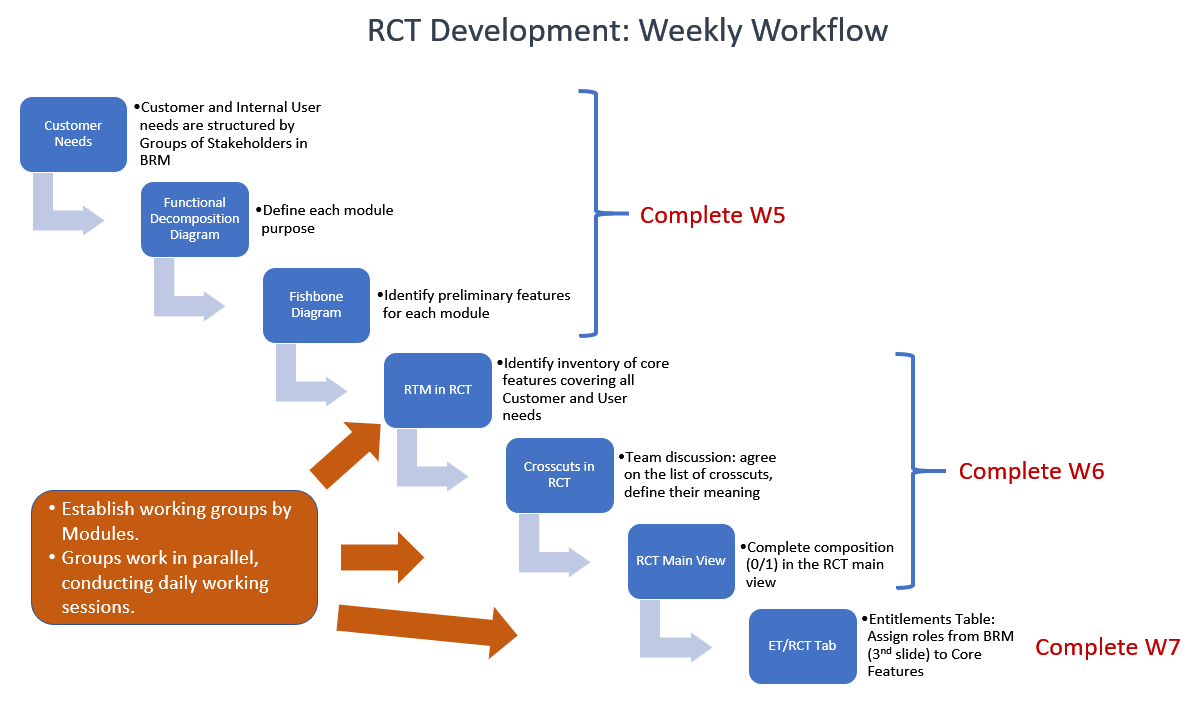 RCT Development: Weekly Workflow
Customer
Needs
•Customer and Internal User
needs are structured by
Groups of Stakeholders in
BRM
Functional
Decomposition
Diagram
•Define each module
purpose
Complete W5
Fishbone
Diagram
•Identify preliminary features
for each module
RTM in RCT
•Identify inventory of core
features covering all
Customer and User
needs
Crosscuts in
RCT
•Team discussion: agree
on the list of crosscuts,
define their meaning
Complete W6
• Establish working groups by
Modules.
• Groups work in parallel,
conducting daily working
sessions.
RCT Main View
•Complete composition
(0/1) in the RCT main
view
ET/RCT Tab
•Entitlements Table:
Assign roles from BRM
(3nd slide) to Core
Features
Complete W7